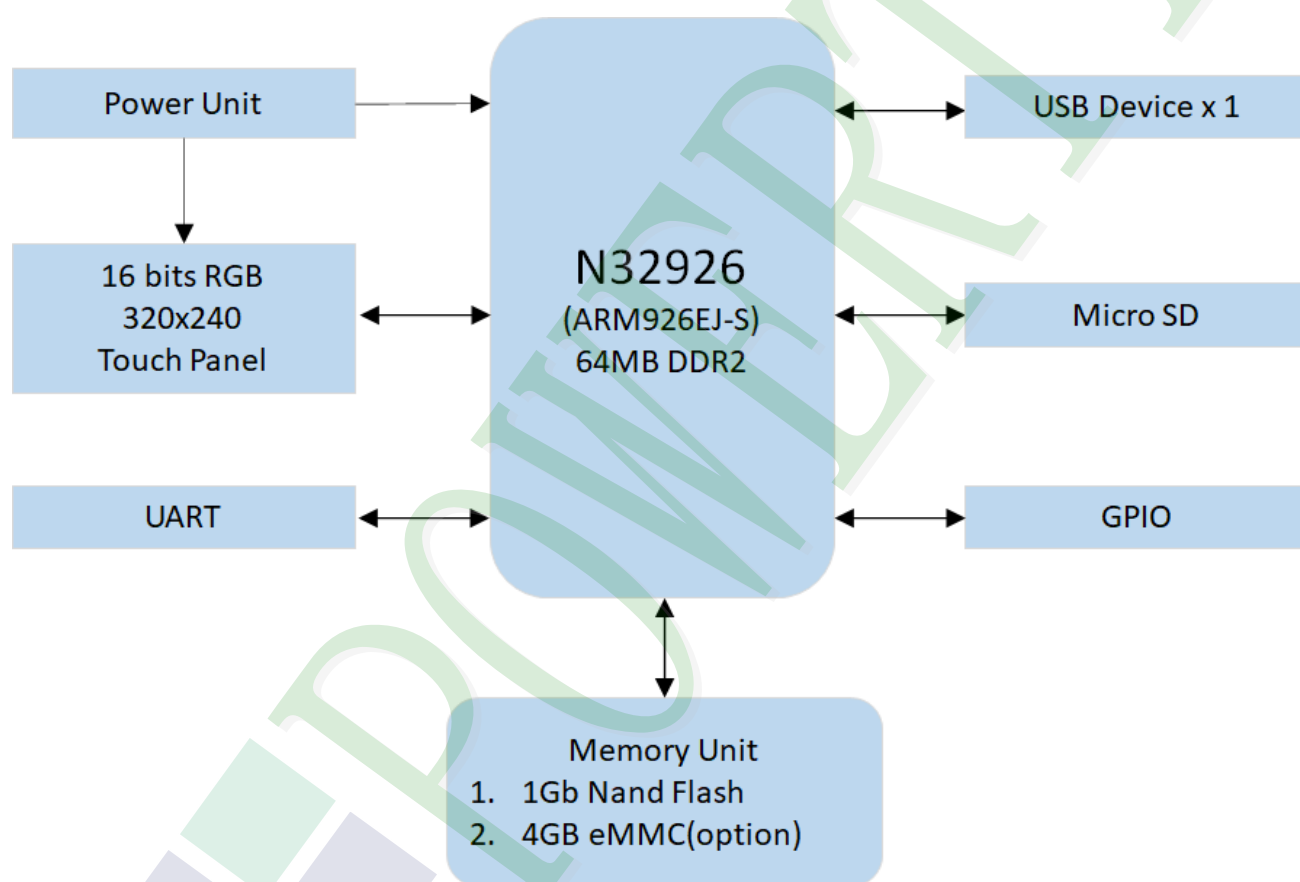 Power Unit
USB Device x 1
16 bits RGB
320x240
Touch Panel
N32926
(ARM926EJ-S)
64MB DDR2
Micro SD
UART
GPIO
Memory Unit
1. 1Gb Nand Flash
2. 4GB eMMC(option)